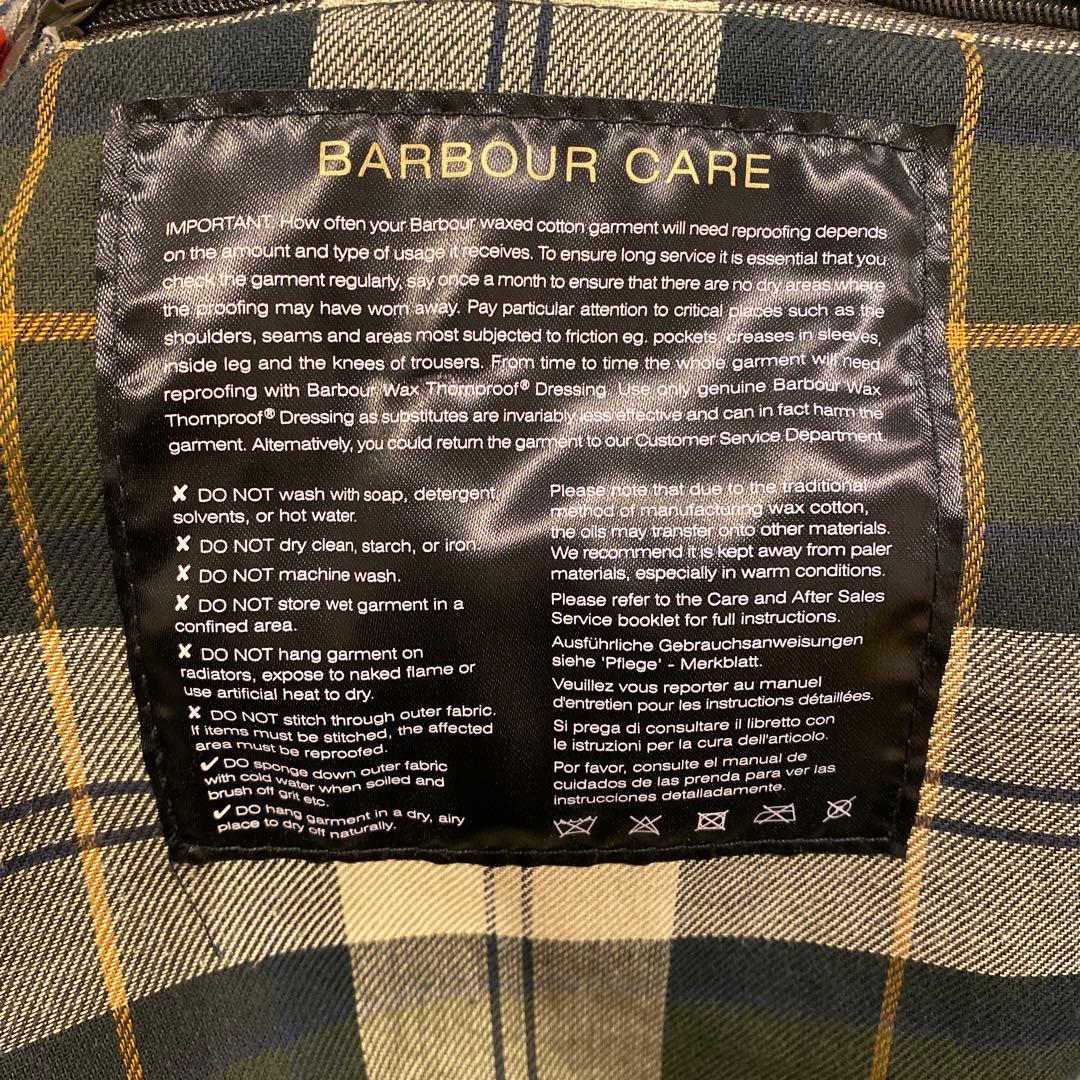 BARBOUR CARE
IMPORTANT: How often your Barbour waxed cotton garment will need reproofing depends
on the amount and type of usage it receives. To ensure long service it is essential that you
check the garment regularly, say once a month to ensure that there are no dry areas where
the proofing may have worn away. Pay particular attention to critical places such as the
shoulders, seams and areas most subjected to friction eg. pockets, creases in sleeves,
inside leg and the knees of trousers. From time to time the whole garment will need
reproofing with Barbour Wax Thornproof® Dressing. Use only genuine Barbour Wax
Thornproof® Dressing as substitutes are invariably less effective and can in fact harm the
garment. Alternatively, you could return the garment to our Customer Service Department.
✘ DO NOT wash with soap, detergent,
solvents, or hot water.
✘ DO NOT dry clean, starch, or iron.
✘ DO NOT machine wash.
✘ DO NOT store wet garment in a
confined area.
✘ DO NOT hang garment on
radiators, expose to naked flame or
use artificial heat to dry.
✘ DO NOT stitch through outer fabric.
If items must be stitched, the affected
area must be reproofed.
✔ DO sponge down outer fabric
with cold water when soiled and
brush off grit etc.
✔ DO hang garment in a dry, airy
place to dry off naturally.
Please note that due to the traditional
method of manufacturing wax cotton,
the oils may transfer onto other materials.
We recommend it is kept away from paler
materials, especially in warm conditions.
Please refer to the Care and After Sales
Service booklet for full instructions.
Ausführliche Gebrauchsanweisungen
siehe 'Pflege' - Merkblatt.
Veuillez vous reporter au manuel
d'entretien pour les instructions détaillées.
Si prega di consultare il libretto con
le istruzioni per la cura dell'articolo.
Por favor, consulte el manual de
cuidados de las prenda para ver las
instrucciones detalladamente.